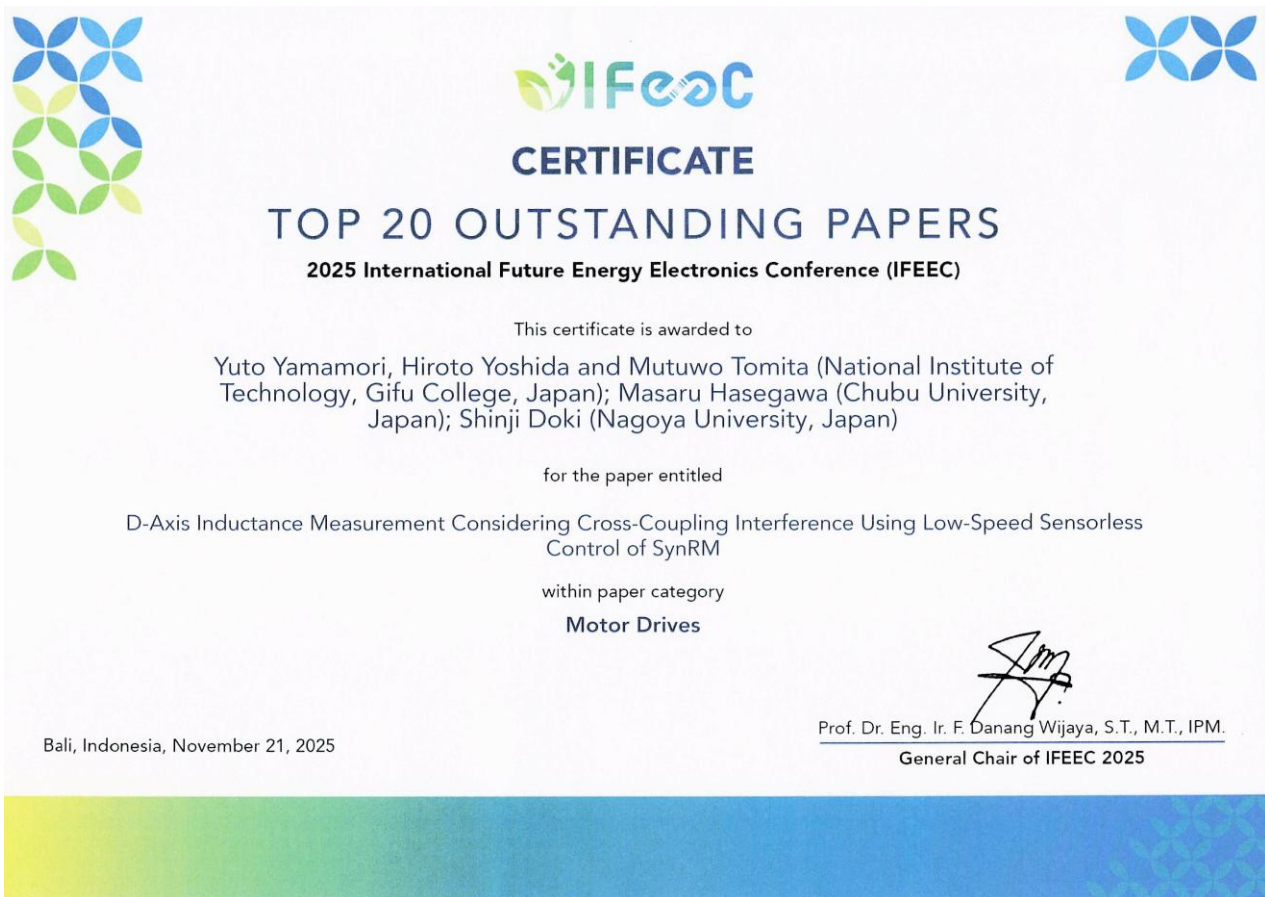 IFeeC
CERTIFICATE
TOP 20 OUTSTANDING PAPERS
2025 International Future Energy Electronics Conference (IFEEC)
This certificate is awarded to
Yuto Yamamori, Hiroto Yoshida and Mutuwo Tomita (National Institute of
Technology, Gifu College, Japan); Masaru Hasegawa (Chubu University,
Japan); Shinji Doki (Nagoya University, Japan)
for the paper entitled
D-Axis Inductance Measurement Considering Cross-Coupling Interference Using Low-Speed Sensorless
Control of SynRM
within paper category
Motor Drives
Bali, Indonesia, November 21, 2025
Prof. Dr. Eng. Ir. F. Danang Wijaya, S.T., M.T., IPM.
General Chair of IFEEC 2025